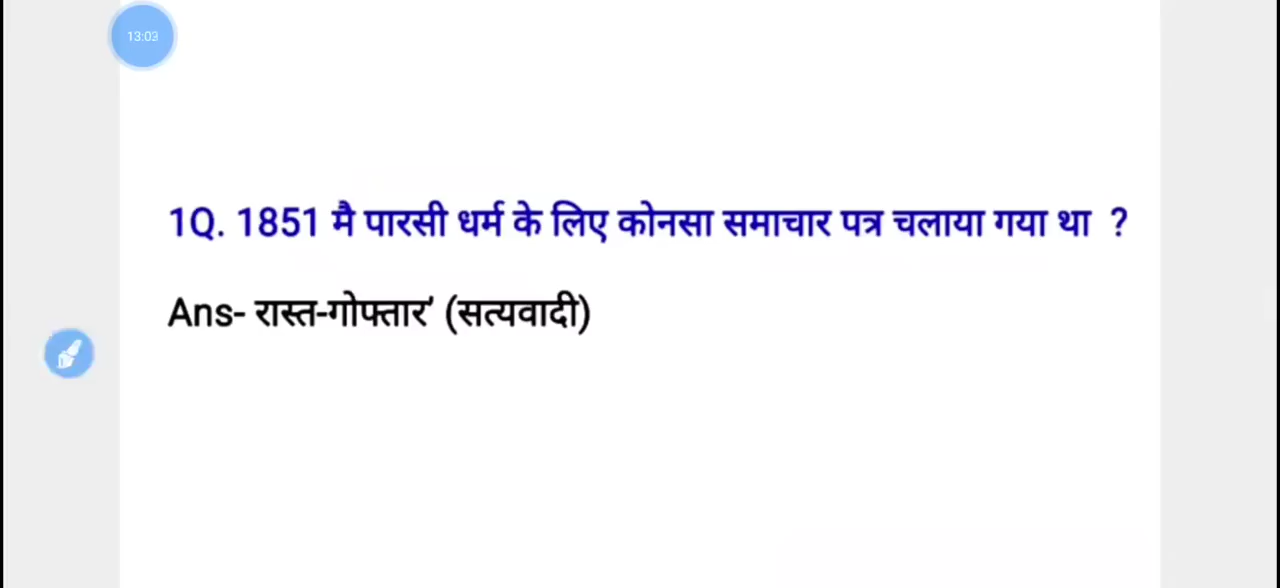 13:03
1Q. 1851 मै पारसी धर्म के लिए कोनसा समाचार पत्र चलाया गया था ?
Ans- रास्त-गोफ्तार’ (सत्यवादी)